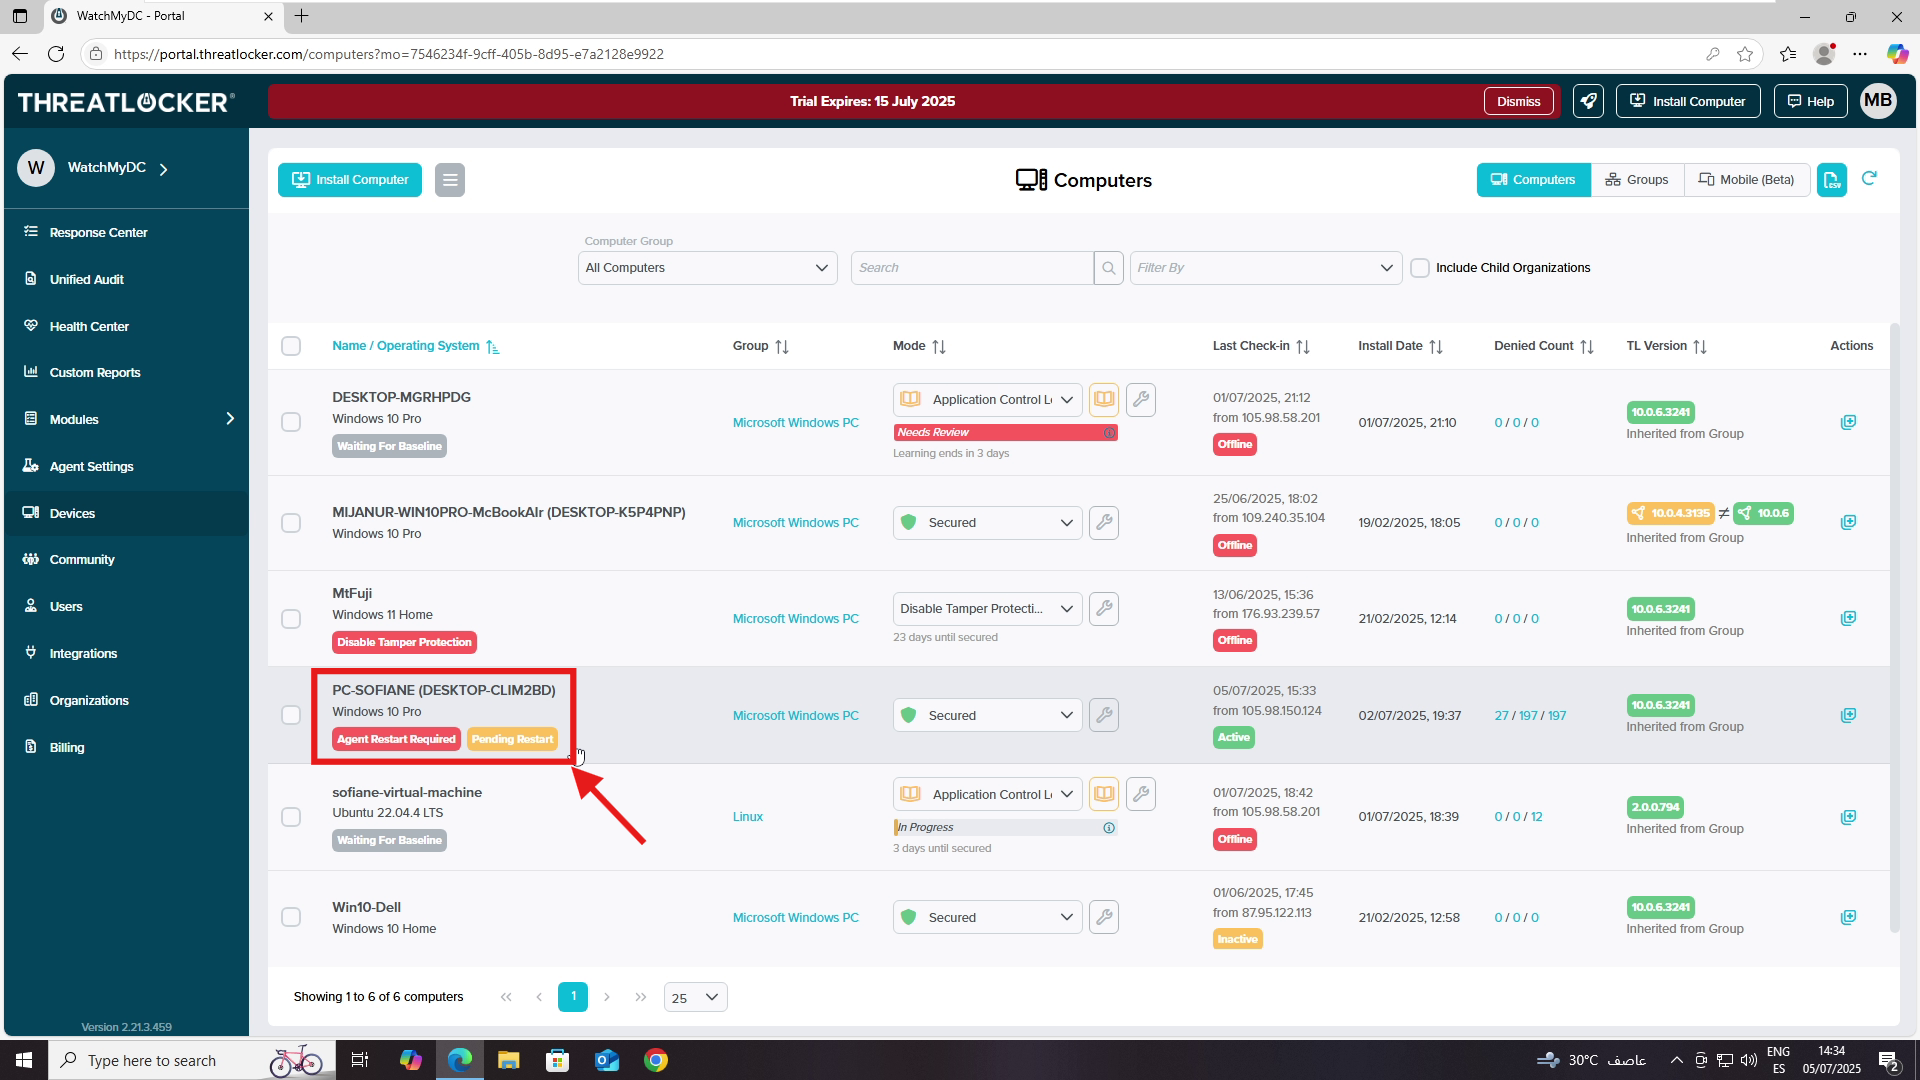 WatchMyDC - Portal
https://portal.threatlocker.com/computers?mo=7546234f-9cff-405b-8d95-e7a2128e9922
THREATLOCKER
Trial Expires: 15 July 2025
Dismiss
Install Computer
Help
MB
W
WatchMyDC
Response Center
Unified Audit
Health Center
Custom Reports
Modules
Agent Settings
Devices
Community
Users
Integrations
Organizations
Billing
Version 2.21.3.459
Install Computer
Computers
Computers
Groups
Mobile (Beta)
CSV
Computer Group
All Computers
Search
Filter By
Include Child Organizations
Name / Operating System
Group
Mode
Last Check-in
Install Date
Denied Count
TL Version
Actions
DESKTOP-MGRHPDG
Windows 10 Pro
Waiting For Baseline
Microsoft Windows PC
Application Control Le
Needs Review
Learning ends in 3 days
01/07/2025, 21:12
from 105.98.58.201
Offline
01/07/2025, 21:10
0 / 0 / 0
10.0.6.3241
Inherited from Group
MIJANUR-WIN10PRO-McBookAIr (DESKTOP-K5P4PNP)
Windows 10 Pro
Microsoft Windows PC
Secured
25/06/2025, 18:02
from 109.240.35.104
Offline
19/02/2025, 18:05
0 / 0 / 0
10.0.4.3135 ≠ 10.0.6
Inherited from Group
MtFuji
Windows 11 Home
Disable Tamper Protection
Microsoft Windows PC
Disable Tamper Protecti...
23 days until secured
13/06/2025, 15:36
from 176.93.239.57
Offline
21/02/2025, 12:14
0 / 0 / 0
10.0.6.3241
Inherited from Group
PC-SOFIANE (DESKTOP-CLIM2BD)
Windows 10 Pro
Agent Restart Required
Pending Restart
Microsoft Windows PC
Secured
05/07/2025, 15:33
from 105.98.150.124
Active
02/07/2025, 19:37
27 / 197 / 197
10.0.6.3241
Inherited from Group
sofiane-virtual-machine
Ubuntu 22.04.4 LTS
Waiting For Baseline
Linux
Application Control Le
In Progress
3 days until secured
01/07/2025, 18:42
from 105.98.58.201
Offline
01/07/2025, 18:39
0 / 0 / 12
2.0.0.794
Inherited from Group
Win10-Dell
Windows 10 Home
Microsoft Windows PC
Secured
01/06/2025, 17:45
from 87.95.122.113
Inactive
21/02/2025, 12:58
0 / 0 / 0
10.0.6.3241
Inherited from Group
Showing 1 to 6 of 6 computers
1
25
Type here to search
30°C عاصف
ENG
ES
14:34
05/07/2025
2